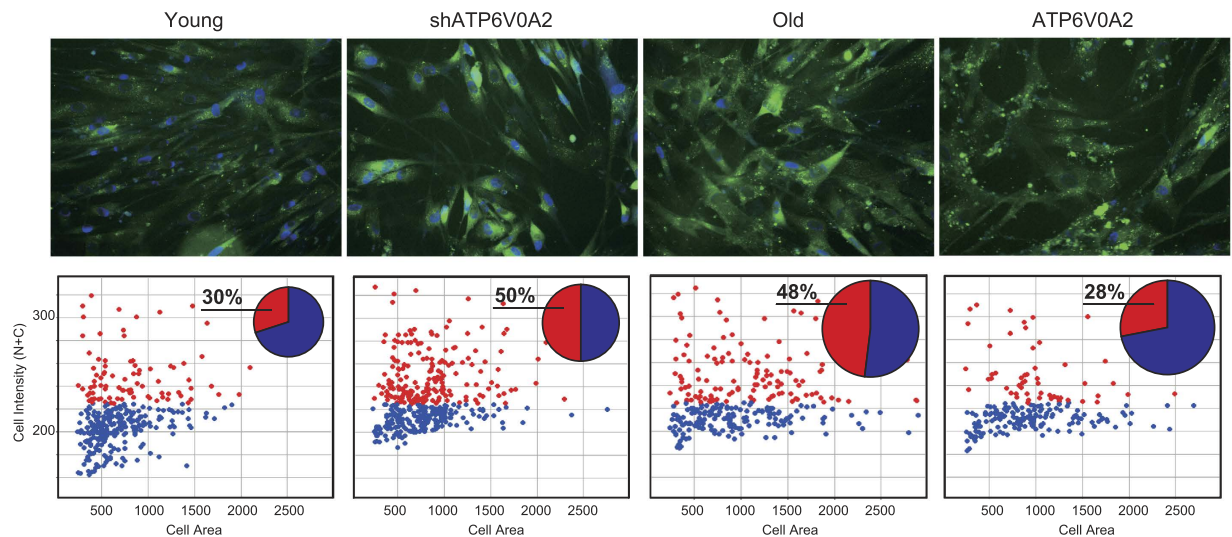 Young shATP6V0A2 Old ATP6V0A2
30% 50% 48% 28%
300
Cell Intensity (N+C)
200
500 1000 1500 2000 2500 500 1000 1500 2000 2500 500 1000 1500 2000 2500 500 1000 1500 2000 2500
Cell Area Cell Area Cell Area Cell Area